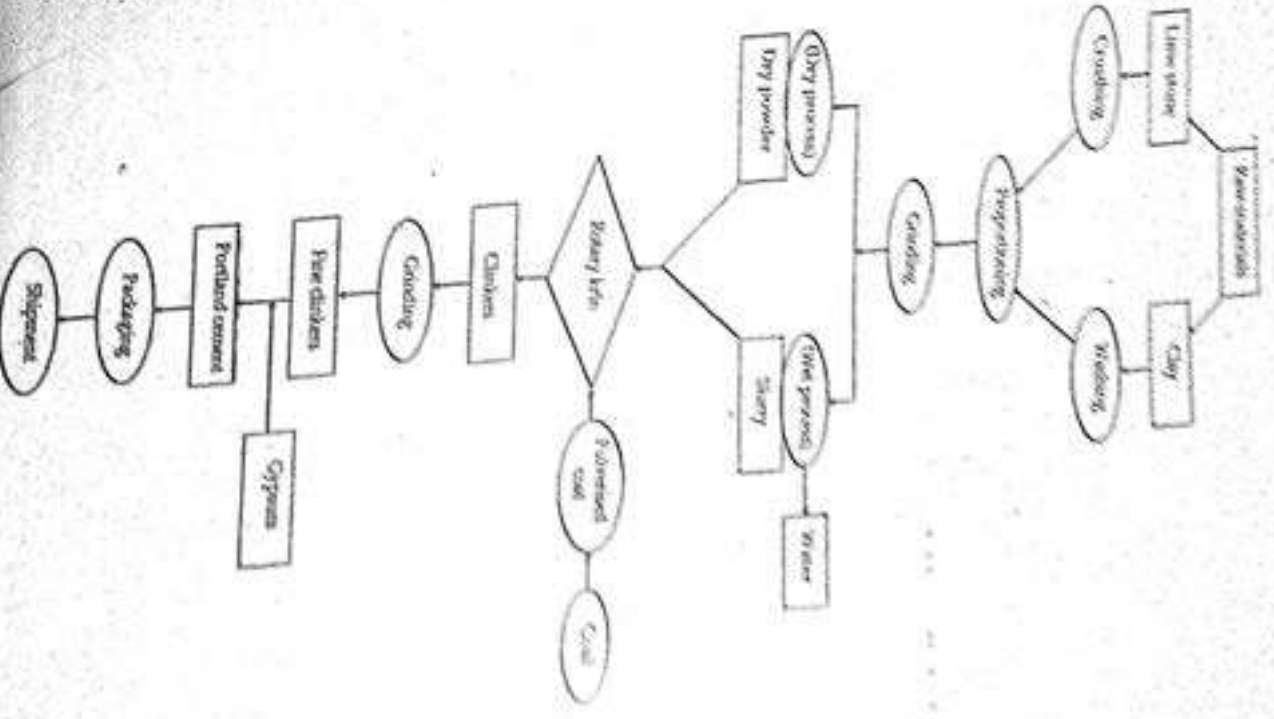 Raw materials
Lime stone
Clay
Crushing
Washing
Proportioning
Grinding
(Dry process)
Dry powder
(Wet process)
Slurry
Water
Rotary kiln
Pulverised
coal
Coal
Clinkers
Grinding
Fine clinkers
Gypsum
Portland cement
Packaging
Shipment